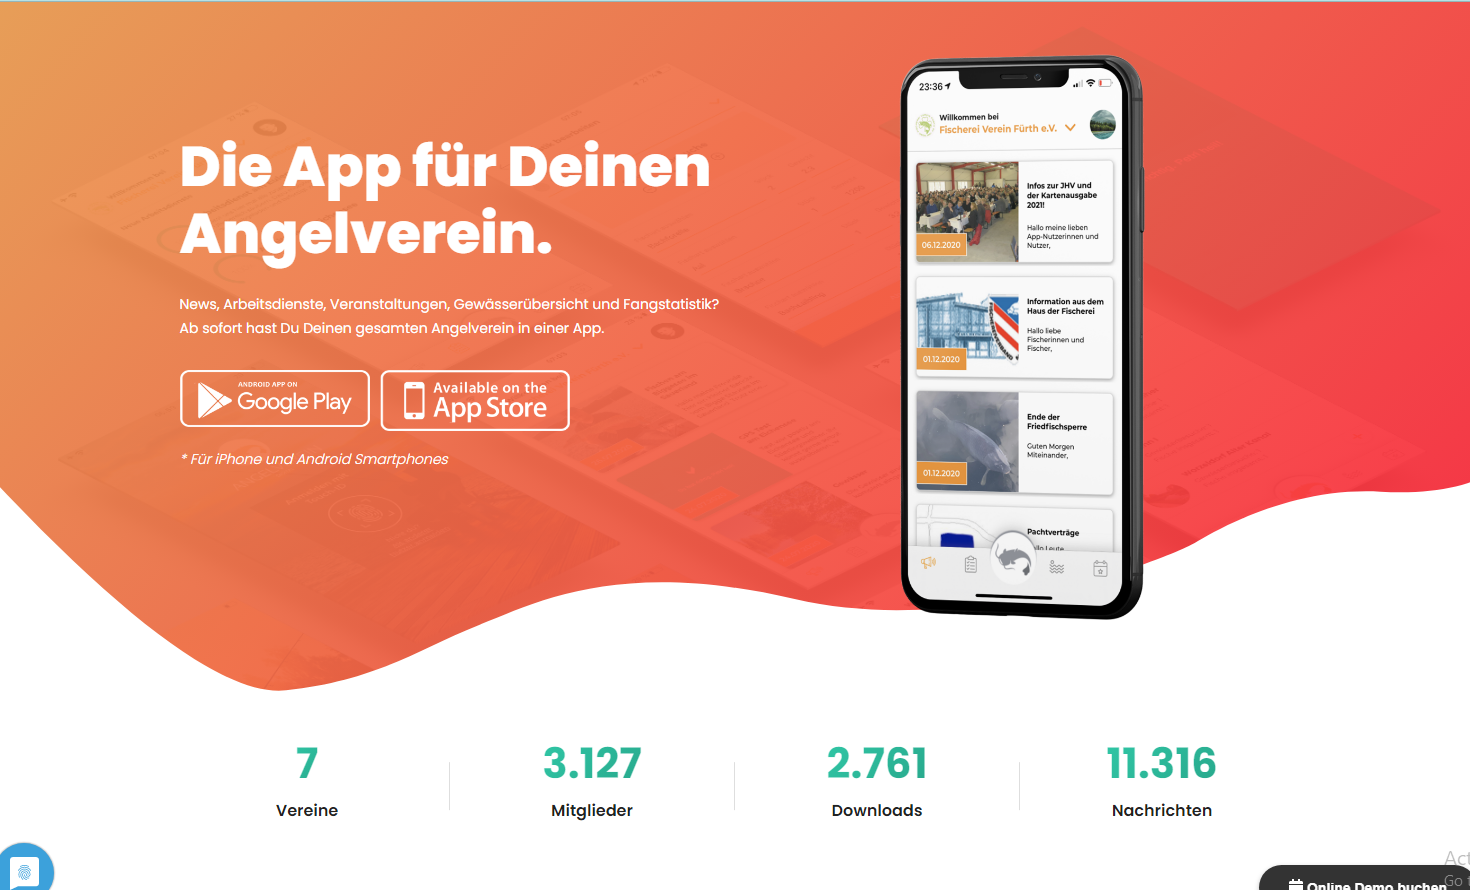 Die App für Deinen
Angelverein.
News, Arbeitsdienste, Veranstaltungen, Gewässerübersicht und Fangstatistik?
Ab sofort hast Du Deinen gesamten Angelverein in einer App.
ANDROID APP ON
Google Play
Available on the
App Store
* Für iPhone und Android Smartphones
23:36
Willkommen bei
Fischerei Verein Fürth e.V.
Infos zur JHV und
der Kartenausgabe
2021!
Hallo meine lieben
App-Nutzerinnen und
Nutzer,
06.12.2020
Information aus dem
Haus der Fischerei
Hallo liebe
Fischerinnen und
Fischer,
01.12.2020
Ende der
Friedfischsperre
Guten Morgen
Miteinander,
01.12.2020
Pachtverträge
Hallo Leute
7
Vereine
3.127
Mitglieder
2.761
Downloads
11.316
Nachrichten
Online Demo buchen
Act
Go t